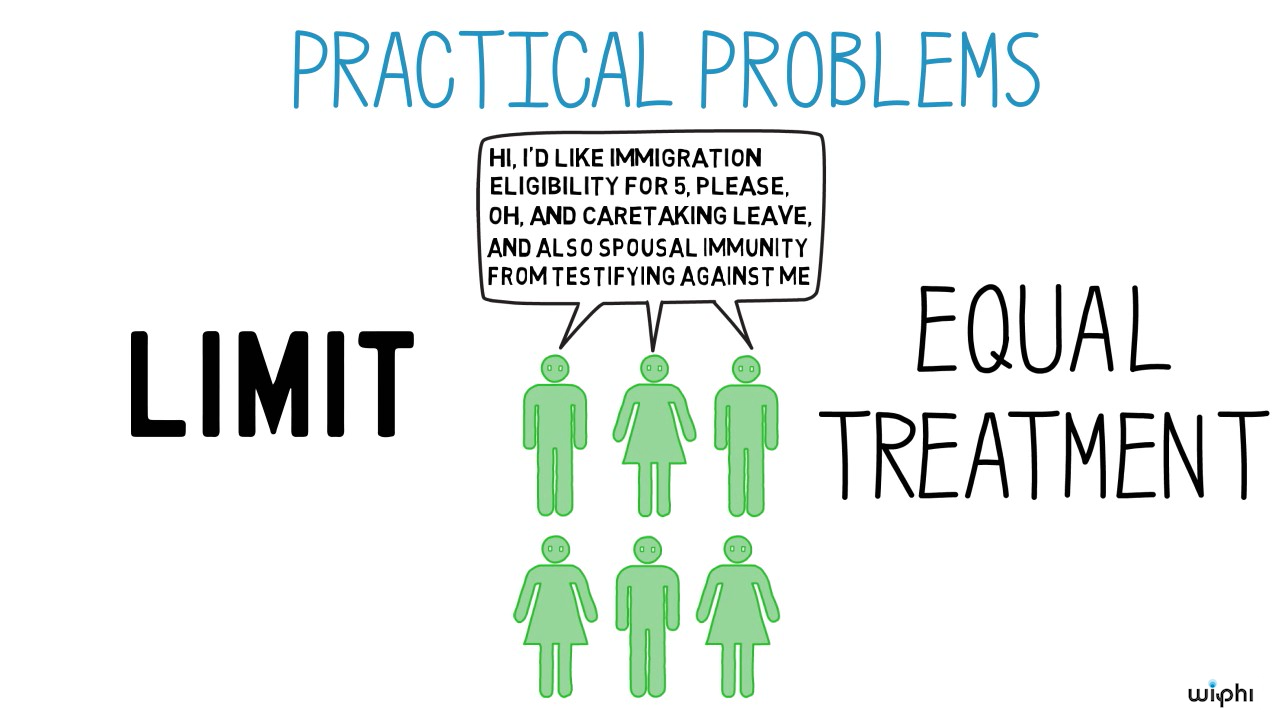 PRACTICAL PROBLEMS
HI, I'D LIKE IMMIGRATION
ELIGIBILITY FOR 5, PLEASE,
OH, AND CARETAKING LEAVE,
AND ALSO SPOUSAL IMMUNITY
FROM TESTIFYING AGAINST ME
LIMIT
EQUAL
TREATMENT
wiphi